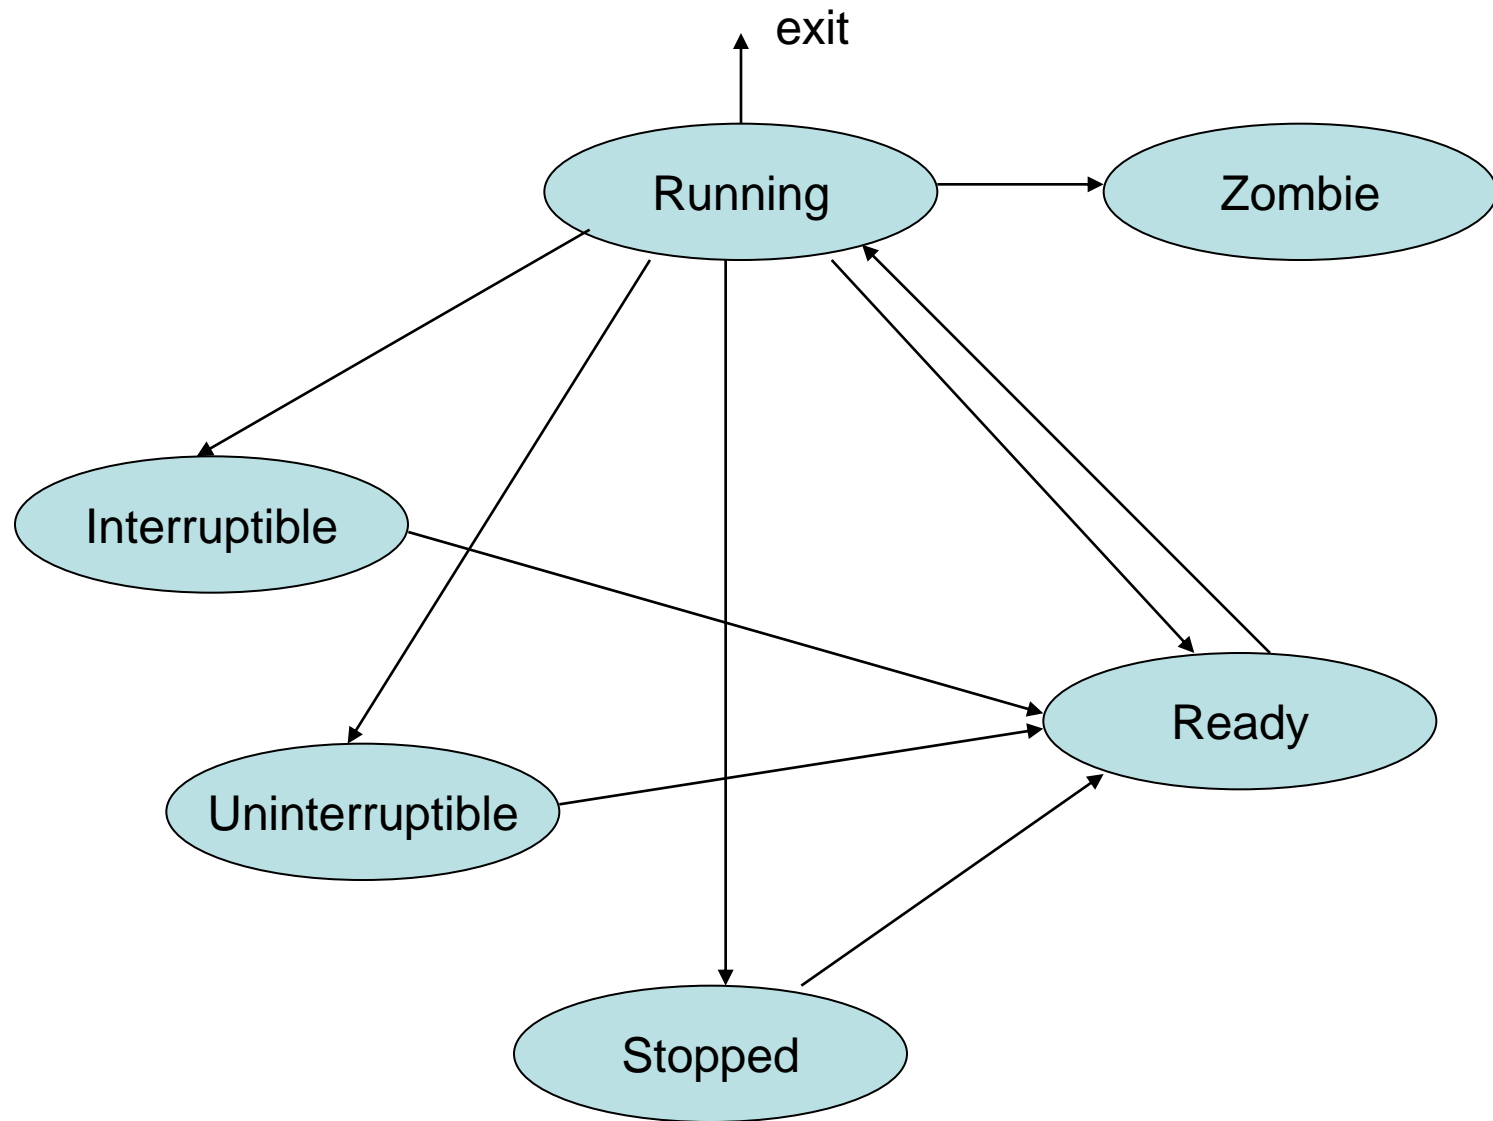 exit
Running
Zombie
Interruptible
Ready
Uninterruptible
Stopped